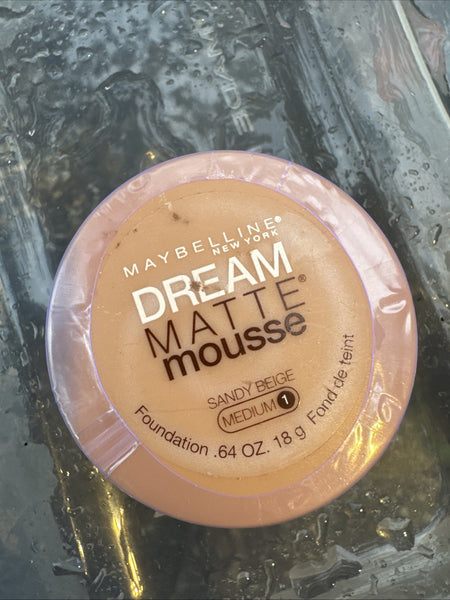 MAYBELLINE®
NEW YORK
DREAM
MATTE®
mousse
SANDY BEIGE
MEDIUM 1
Foundation .64 OZ. 18 g Fond de teint